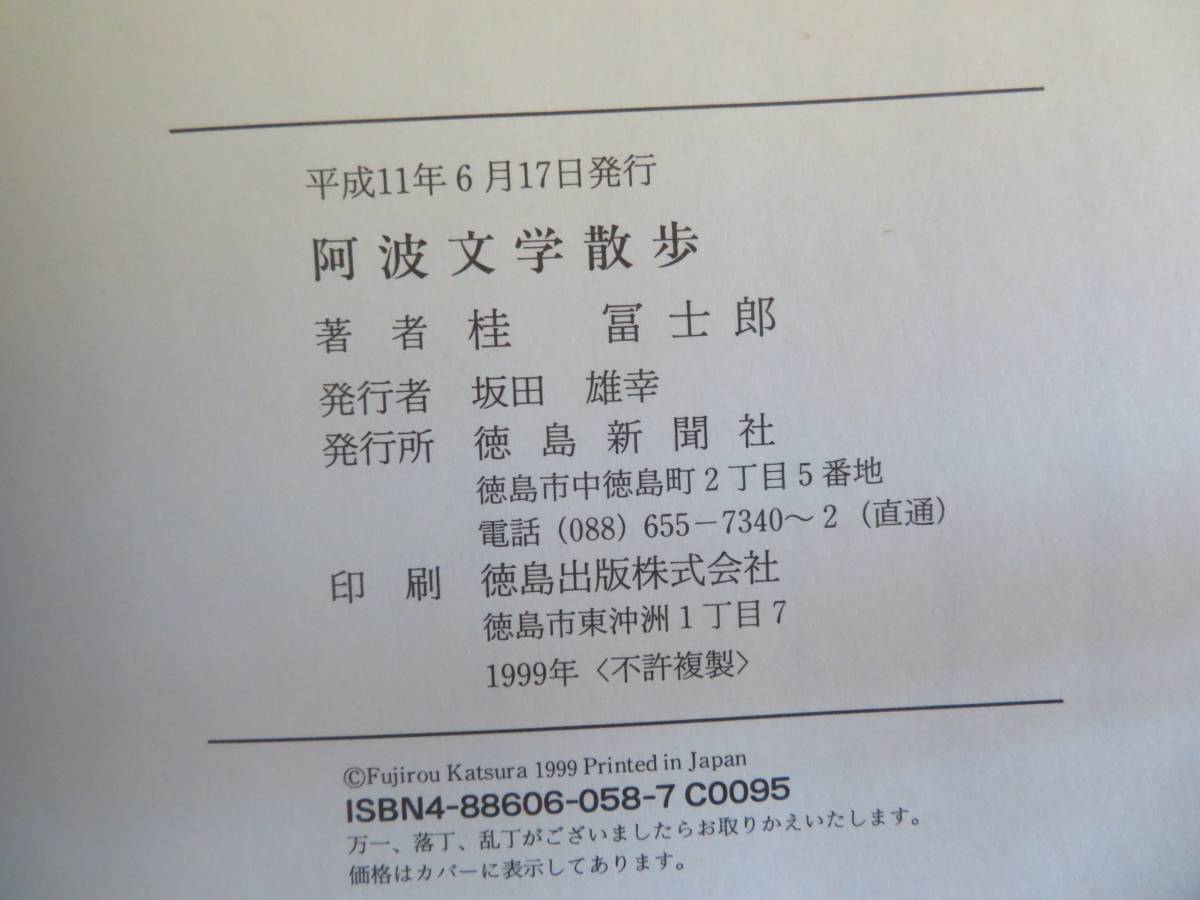 平成11年6月17日発行
阿波文学散歩
著者 桂 冨士郎
発行者 坂田 雄幸
発行所 徳島新聞社
徳島市中徳島町2丁目5番地
電話(088)655-7340～2(直通)
印刷 徳島出版株式会社
徳島市東沖洲1丁目7
1999年〈不許複製〉
©Fujirou Katsura 1999 Printed in Japan
ISBN4-88606-058-7 C0095
万一、落丁、乱丁がございましたらお取りかえいたします。
価格はカバーに表示してあります。